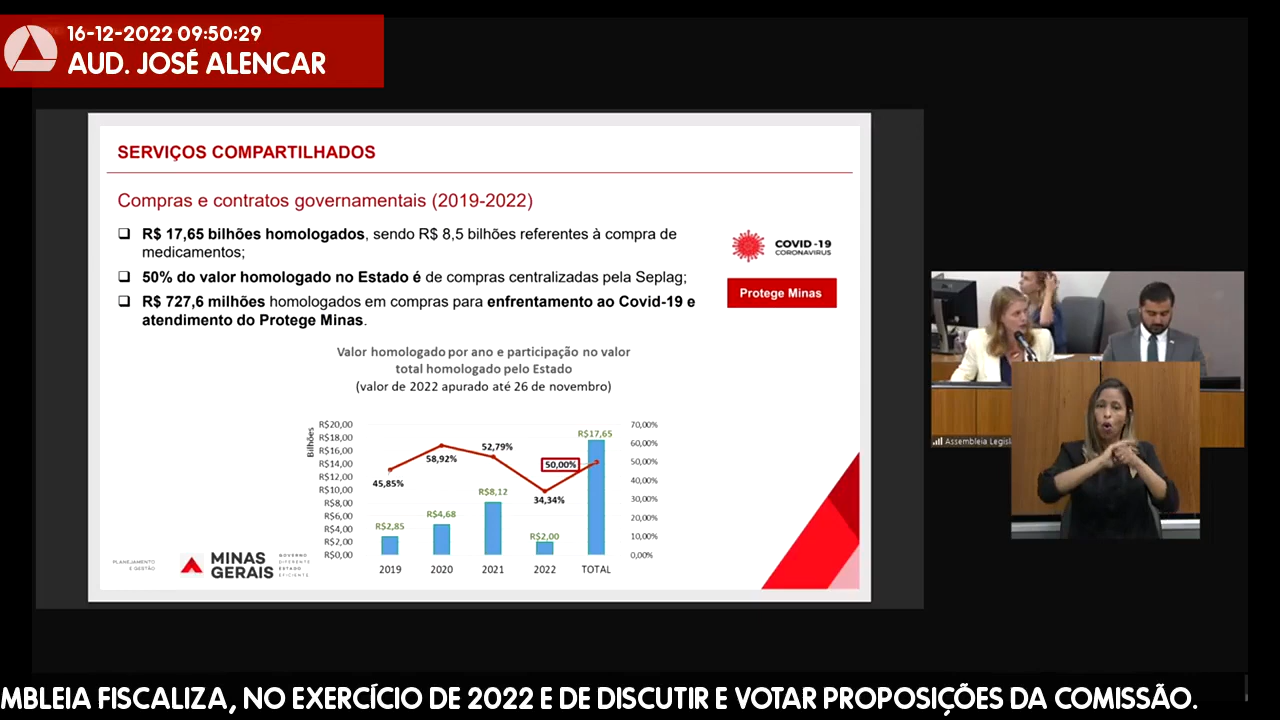 16-12-2022 09:50:29
AUD. JOSÉ ALENCAR
SERVIÇOS COMPARTILHADOS
Compras e contratos governamentais (2019-2022)
R$ 17,65 bilhões homologados, sendo R$ 8,5 bilhões referentes à compra de
medicamentos;
50% do valor homologado no Estado é de compras centralizadas pela Seplag;
R$ 727,6 milhões homologados em compras para enfrentamento ao Covid-19 e
atendimento do Protege Minas.
COVID-19
CORONAVIRUS
Protege Minas
Valor homologado por ano e participação no valor
total homologado pelo Estado
(valor de 2022 apurado até 26 de novembro)
Bilhões
R$20,00
R$18,00
R$16,00
R$14,00
R$12,00
R$10,00
R$8,00
R$6,00
R$4,00
R$2,00
R$0,00
45,85%
58,92%
52,79%
34,34%
50,00%
R$2,85
R$4,68
R$8,12
R$2,00
R$17,65
70,00%
60,00%
50,00%
40,00%
30,00%
20,00%
10,00%
0,00%
2019 2020 2021 2022 TOTAL
PLANEJAMENTO
E GESTÃO
MINAS
GERAIS
GOVERNO
DIFERENTE
ESTADO
EFICIENTE
Assembleia Legisl
MBLEIA FISCALIZA, NO EXERCÍCIO DE 2022 E DE DISCUTIR E VOTAR PROPOSIÇÕES DA COMISSÃO.